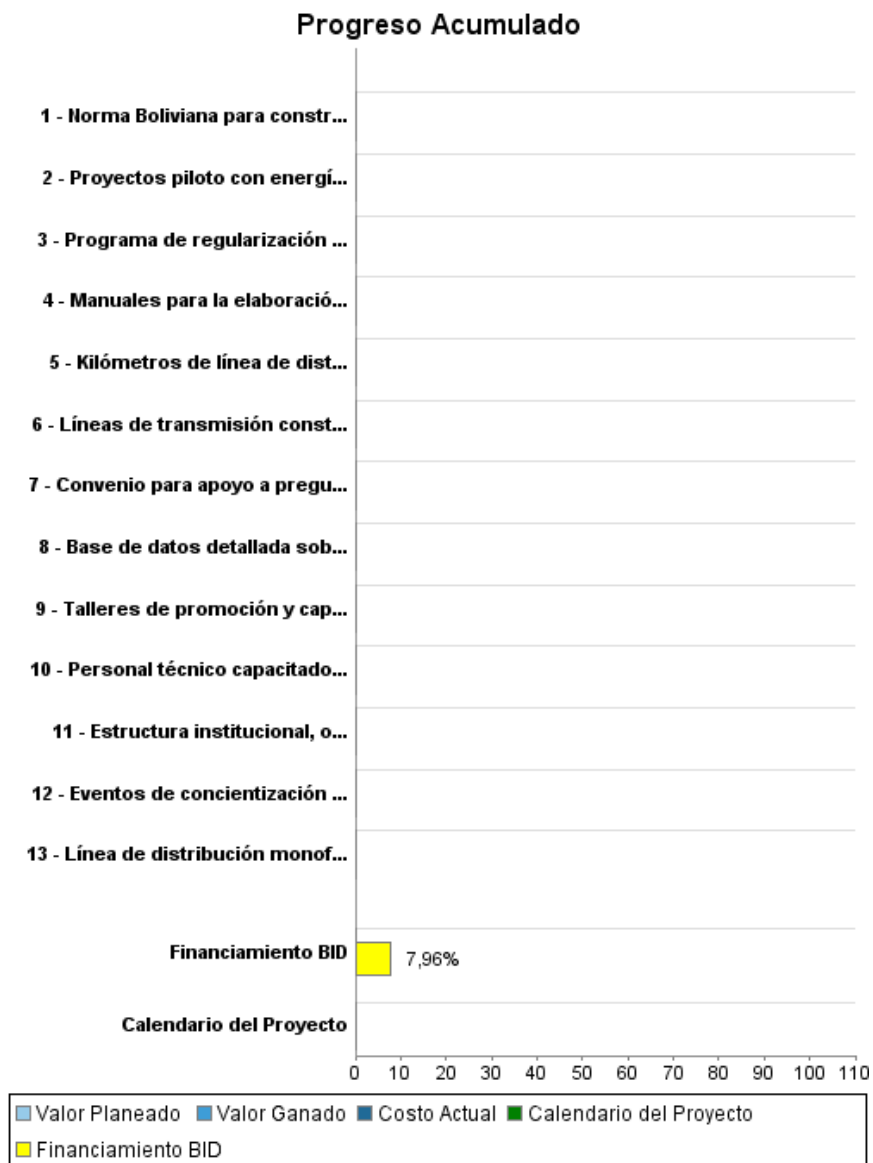 Progreso Acumulado
1 - Norma Boliviana para constr...
2 - Proyectos piloto con energí...
3 - Programa de regularización ...
4 - Manuales para la elaboració...
5 - Kilómetros de línea de dist...
6 - Líneas de transmisión const...
7 - Convenio para apoyo a pregu...
8 - Base de datos detallada sob...
9 - Talleres de promoción y cap...
10 - Personal técnico capacitado...
11 - Estructura institucional, o...
12 - Eventos de concientización ...
13 - Línea de distribución monof...
Financiamiento BID 7,96%
Calendario del Proyecto
0 10 20 30 40 50 60 70 80 90 100 110
Valor Planeado Valor Ganado Costo Actual Calendario del Proyecto
Financiamiento BID